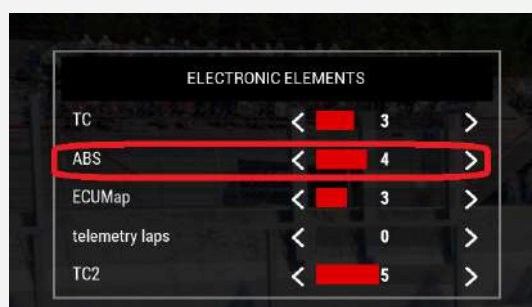 ELECTRONIC ELEMENTS
TC < 3 >
ABS < 4 >
ECUMap < 3 >
telemetry laps < 0 >
TC2 < 5 >